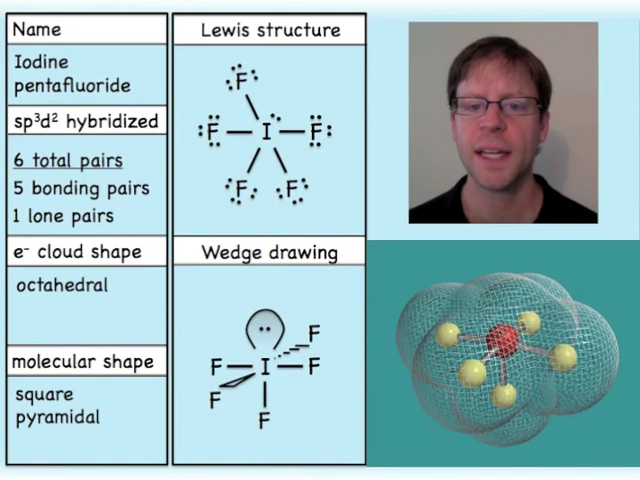 Name
Iodine
pentafluoride
sp³d² hybridized
6 total pairs
5 bonding pairs
1 lone pairs
e⁻ cloud shape
octahedral
molecular shape
square
pyramidal
Lewis structure
F
F I F
F F
Wedge drawing
F
F I F
F
F